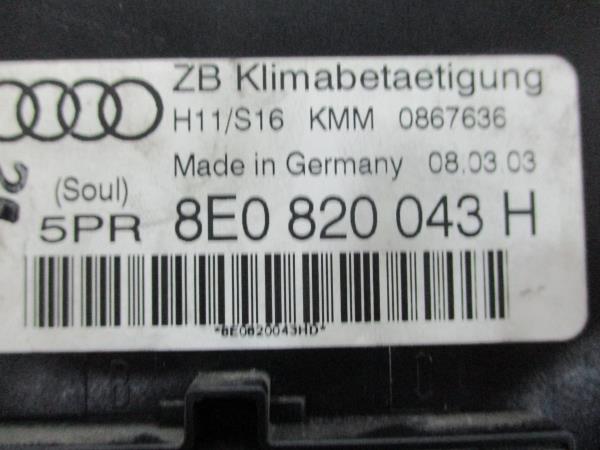 ZB Klimabetaetigung
H11/S16 KMM 0867636
Made in Germany 08.03.03
(Soul)
5PR 8E0 820 043 H
*8E0820043HD*
B C